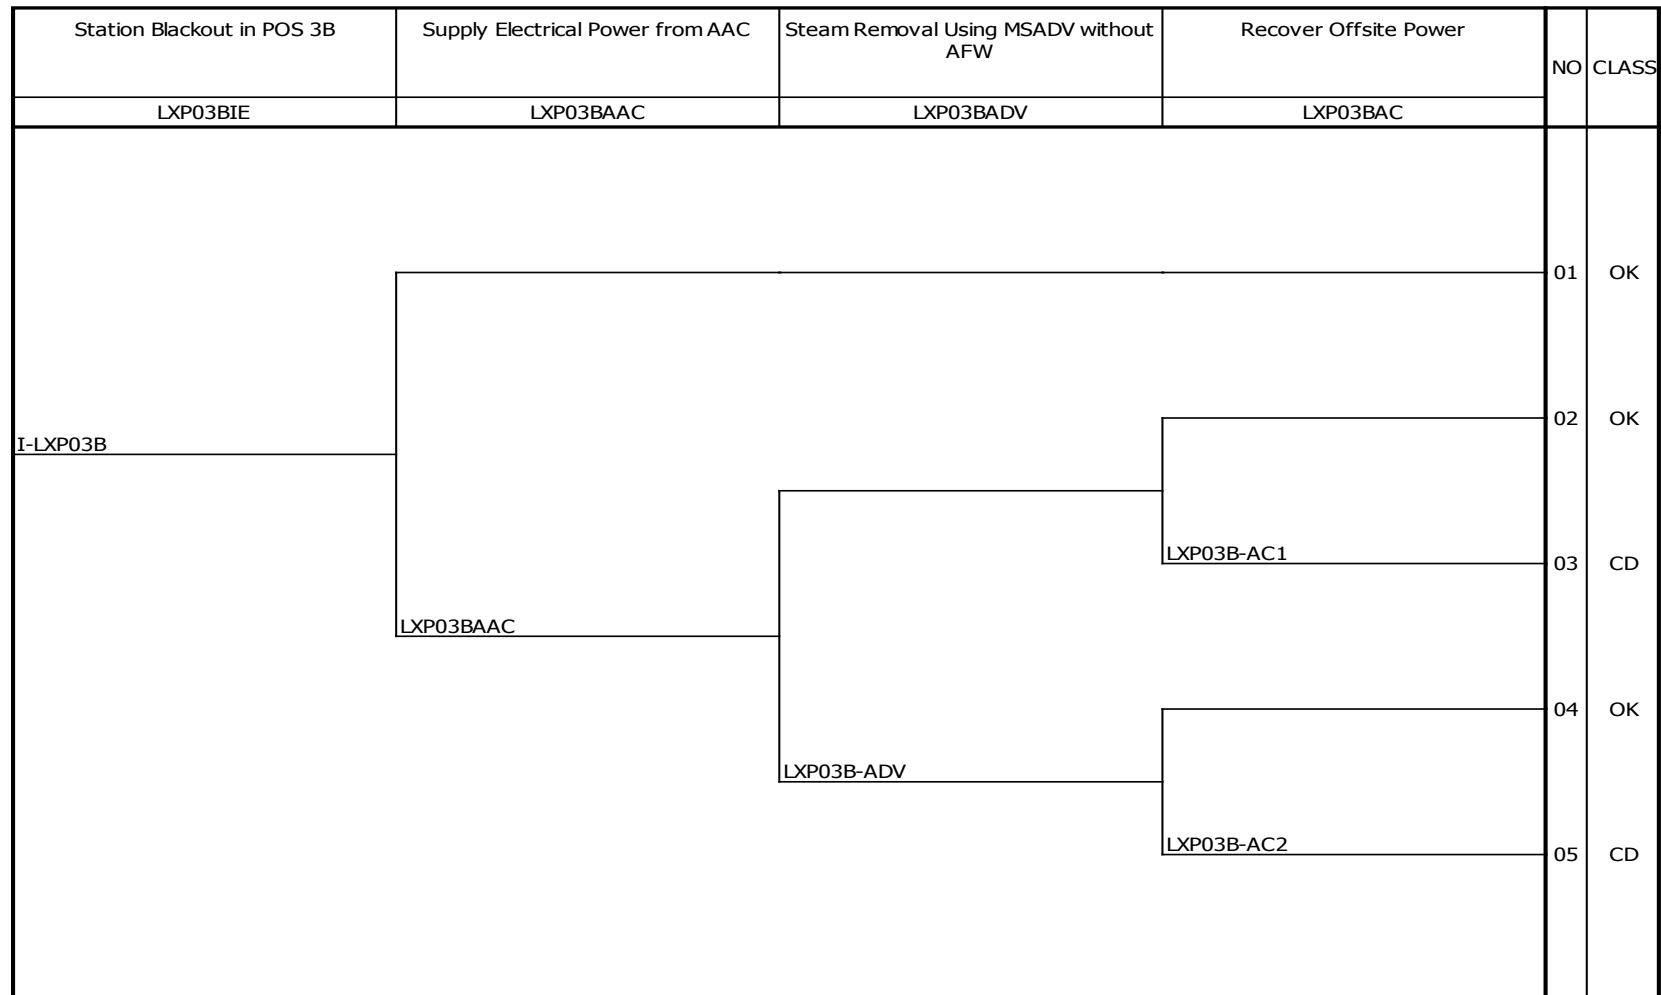 Station Blackout in POS 3B
Supply Electrical Power from AAC
Steam Removal Using MSADV without
AFW
Recover Offsite Power
NO
CLASS
LXP03BIE
LXP03BAAC
LXP03BADV
LXP03BAC
01
OK
02
OK
I-LXP03B
LXP03B-AC1
03
CD
LXP03BAAC
04
OK
LXP03B-ADV
LXP03B-AC2
05
CD